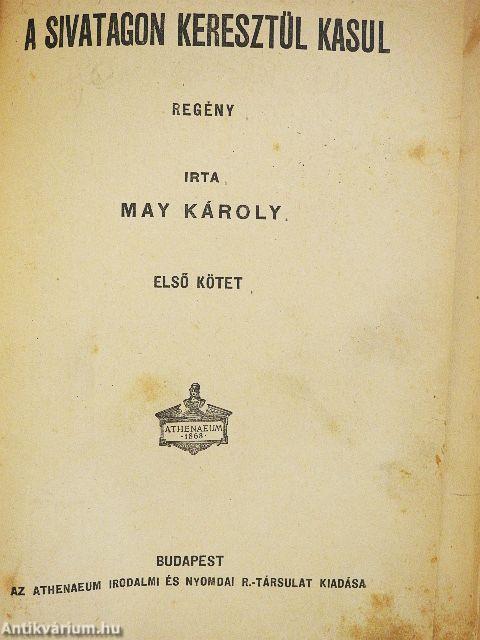 A SIVATAGON KERESZTÜL KASUL
REGÉNY
IRTA
MAY KÁROLY
ELSŐ KÖTET
ATHENAEUM
·1868·
BUDAPEST
AZ ATHENAEUM IRODALMI ÉS NYOMDAI R.-TÁRSULAT KIADÁSA
Antikvárium.hu